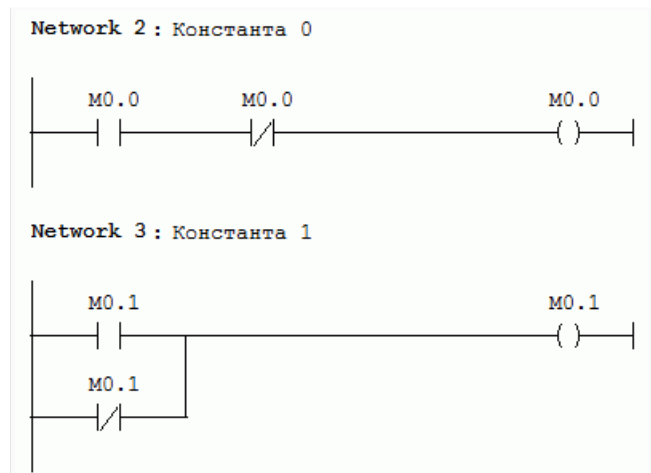 Network 2: Константа 0
M0.0 M0.0 M0.0
Network 3: Константа 1
M0.1 M0.1
M0.1